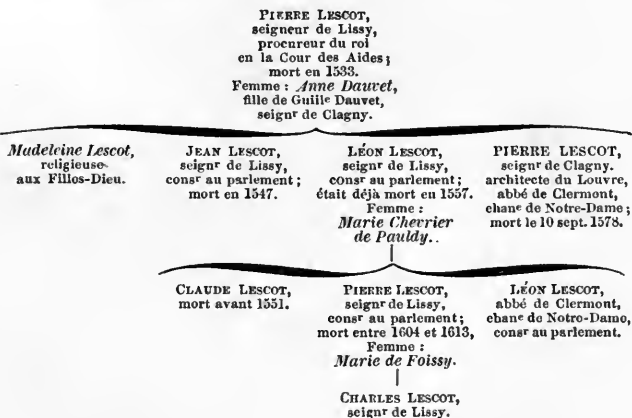 PIERRE LESCOT,
seigneur de Lissy,
procureur du roi
en la Cour des Aides;
mort en 1533.
Femme : Anne Dauvet,
fille de Guille Dauvet,
seignr de Clagny.
Madeleine Lescot,
religieuse
aux Filles-Dieu.
JEAN LESCOT,
seignr de Lissy,
consr au parlement;
mort en 1547.
LÉON LESCOT,
seignr de Lissy,
consr au parlement;
était déjà mort en 1557.
Femme :
Marie Chevrier
de Pauldy..
PIERRE LESCOT,
seignr de Clagny.
architecte du Louvre,
abbé de Clermont,
chane de Notre-Dame;
mort le 10 sept. 1578.
CLAUDE LESCOT,
mort avant 1551.
PIERRE LESCOT,
seignr de Lissy,
consr au parlement;
mort entre 1604 et 1613,
Femme :
Marie de Foissy.
LÉON LESCOT,
abbé de Clermont,
chane de Notre-Dame,
consr au parlement.
CHARLES LESCOT,
seignr de Lissy.